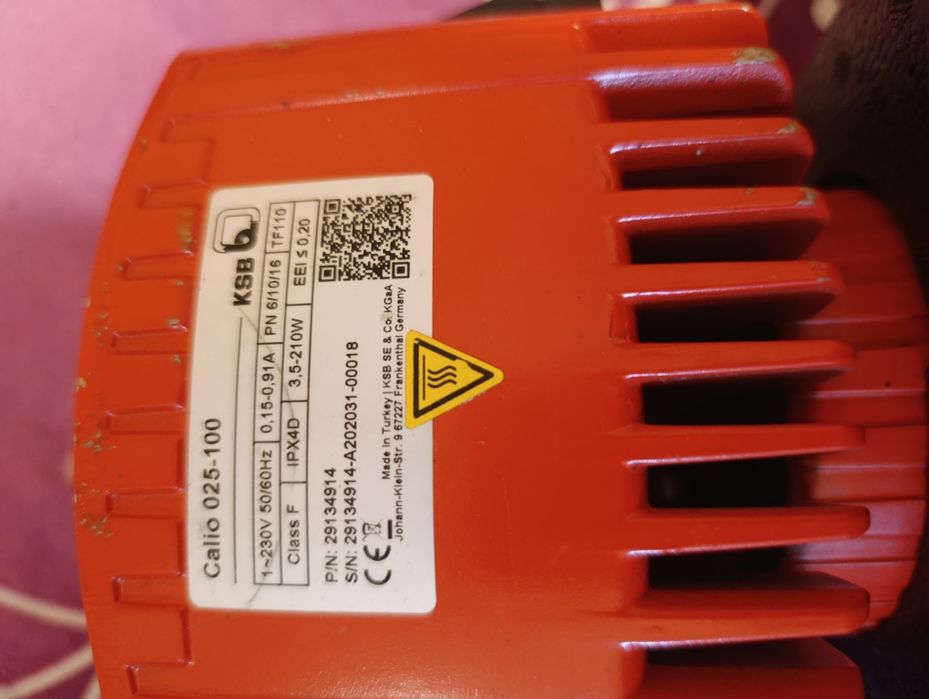 Calio 025-100
KSB
1~230V 50/60Hz 0,15-0,91A PN 6/10/16 TF110
Class F IPX4D 3,5-210W EEI ≤ 0,20
P/N: 29134914
S/N: 29134914-A202031-00018
CE
Made in Turkey | KSB SE & Co. KGaA
Johann-Klein-Str. 9 67227 Frankenthal Germany